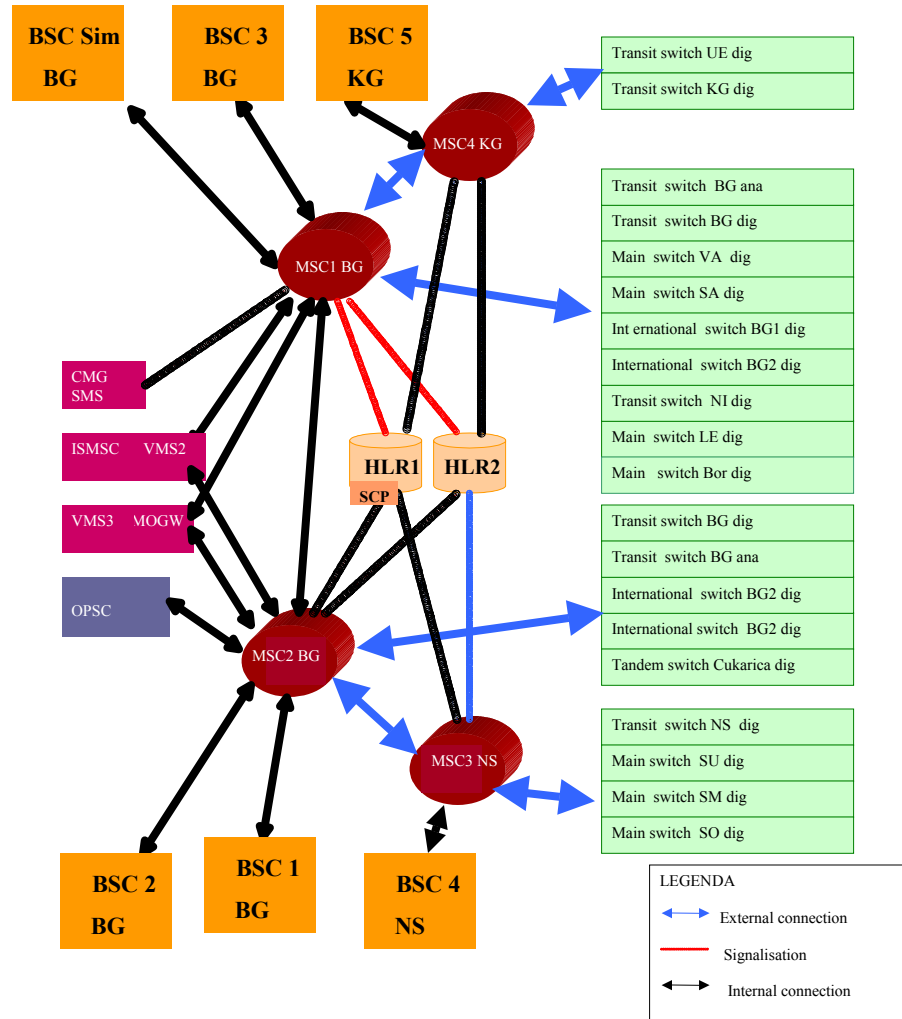 BSC Sim
BG
BSC 3
BG
BSC 5
KG
Transit switch UE dig
Transit switch KG dig
MSC4 KG
Transit switch BG ana
Transit switch BG dig
Main switch VA dig
Main switch SA dig
Int ernational switch BG1 dig
International switch BG2 dig
Transit switch NI dig
Main switch LE dig
Main switch Bor dig
MSC1 BG
CMG
SMS
ISMSC VMS2
VMS3 MOGW
OPSC
HLR1
SCP
HLR2
Transit switch BG dig
Transit switch BG ana
International switch BG2 dig
International switch BG2 dig
Tandem switch Cukarica dig
MSC2 BG
MSC3 NS
Transit switch NS dig
Main switch SU dig
Main switch SM dig
Main switch SO dig
BSC 2
BG
BSC 1
BG
BSC 4
NS
LEGENDA
External connection
Signalisation
Internal connection